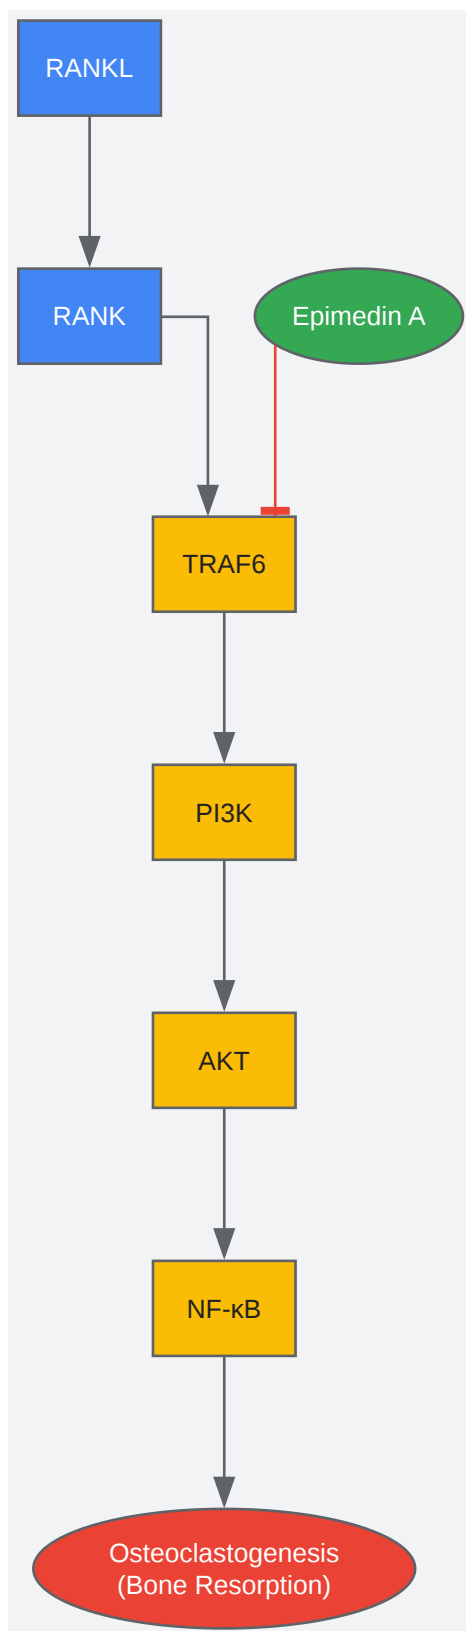 RANKL
RANK
Epimedin A
TRAF6
PI3K
AKT
NF-κB
Osteoclastogenesis
(Bone Resorption)